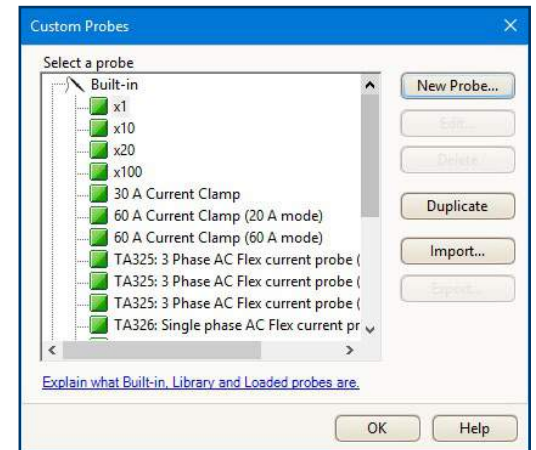 Custom Probes
Select a probe
Built-in
x1
x10
x20
x100
30 A Current Clamp
60 A Current Clamp (20 A mode)
60 A Current Clamp (60 A mode)
TA325: 3 Phase AC Flex current probe (
TA325: 3 Phase AC Flex current probe (
TA325: 3 Phase AC Flex current probe (
TA326: Single phase AC Flex current pr
New Probe...
Edit...
Delete
Duplicate
Import...
Export...
Explain what Built-in, Library and Loaded probes are.
OK
Help